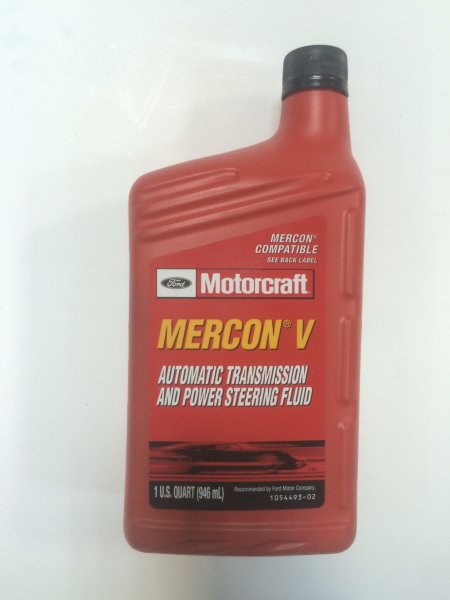 MERCON®
COMPATIBLE
SEE BACK LABEL
Ford Motorcraft®
MERCON® V
AUTOMATIC TRANSMISSION
AND POWER STEERING FLUID
TM
1 U.S. QUART (946 mL)
Recommended by Ford Motor Company.
1054493-02